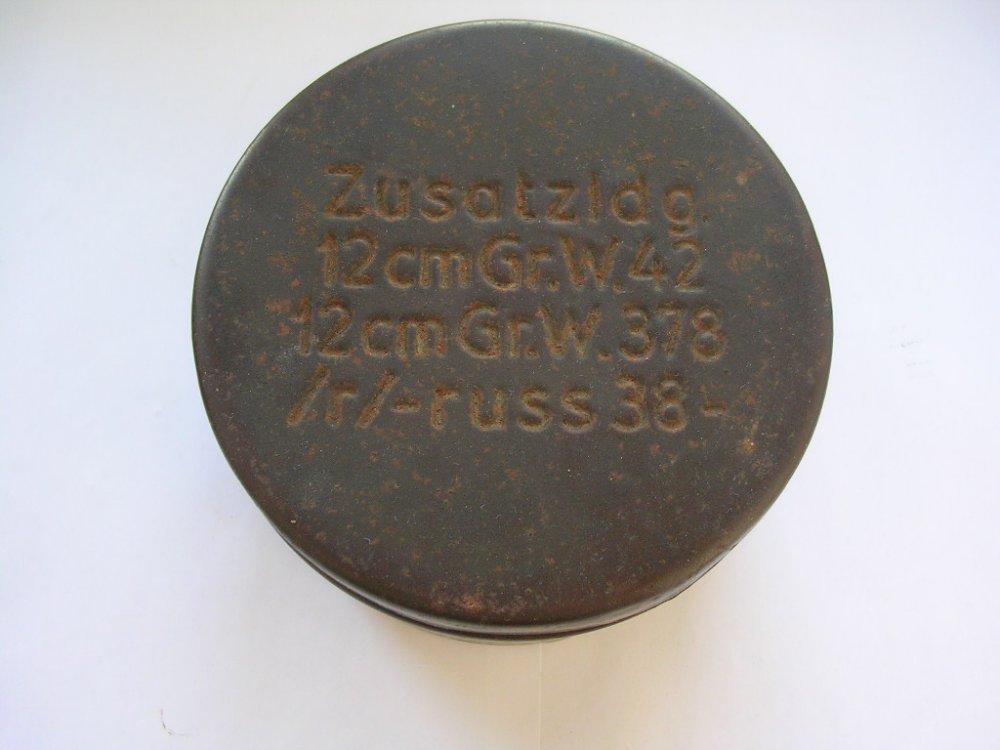 Zusatzldg.
12cm Gr.W.42
12cm Gr.W.378
/r/-russ 38-